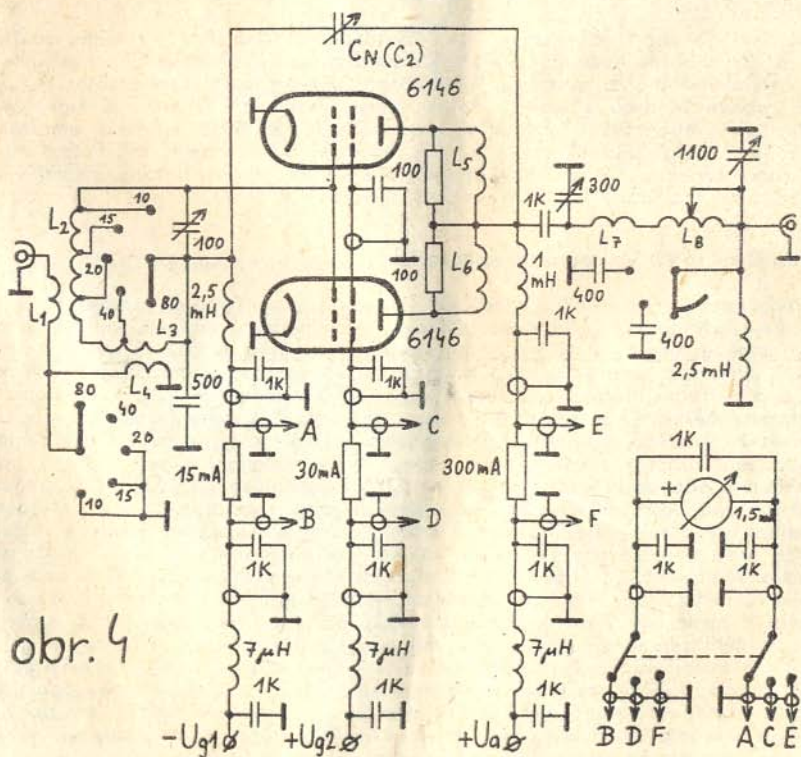 CN (C2)
6146
10
L2
15
100
L5
1100
1K
300
100
20
80
100
L6
L7
L8
L1
2,5
mH
1
mH
400
40
L3
6146
1K
400
2,5mH
L4
500
1K
1K
80
40
A
C
E
1K
20
15mA
30mA
300mA
+
-
1,5m
15
10
B
D
F
1K
1K
1K
1K
1K
obr. 4
7µH
7µH
7µH
1K
1K
1K
-Ug1
+Ug2
+Ua
B D F
A C E